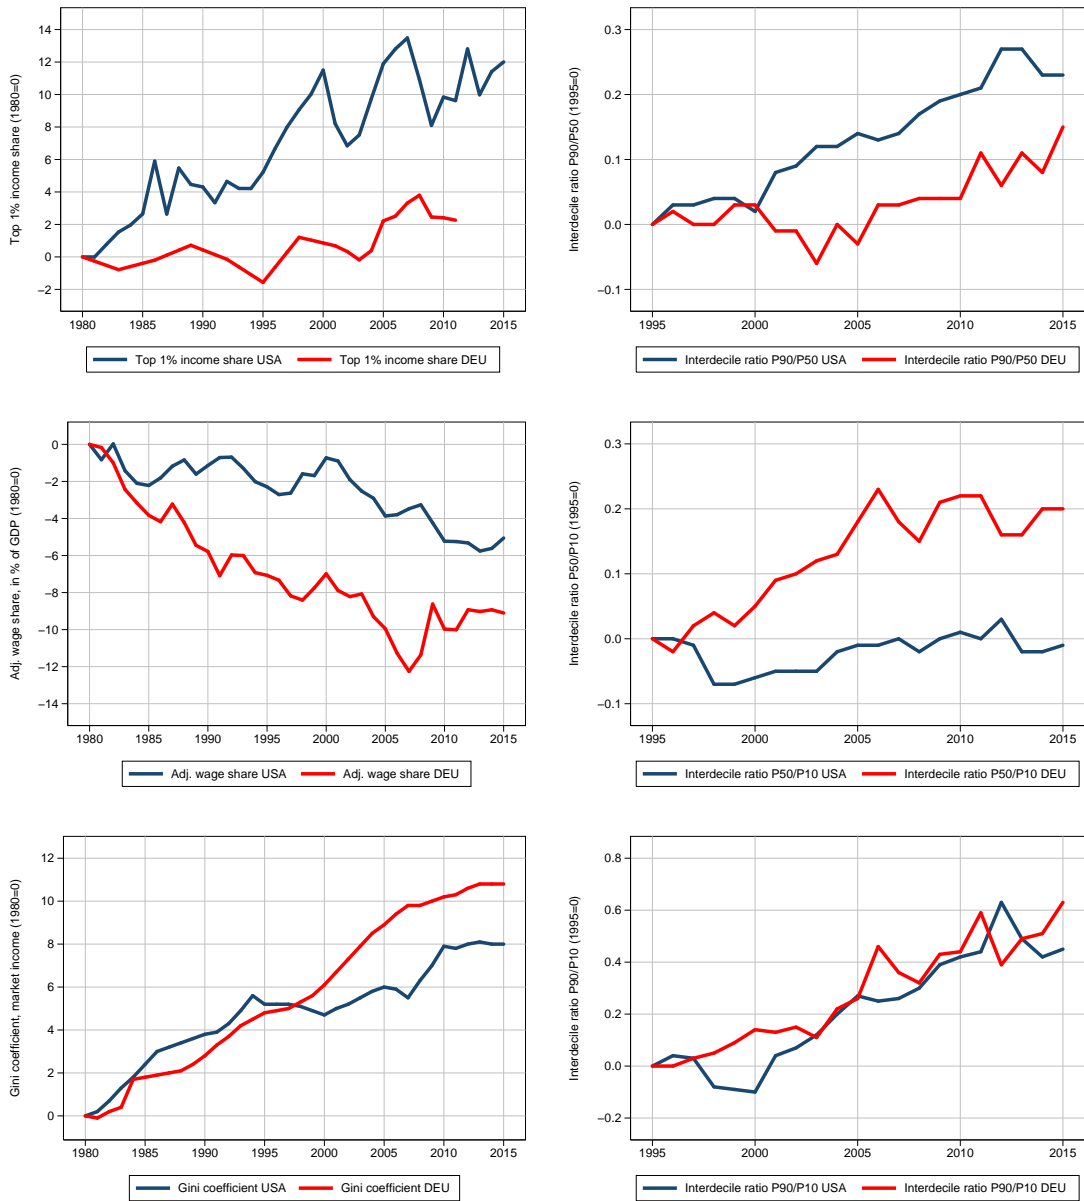 Top 1% income share (1980=0)
14
12
10
8
6
4
2
0
−2
1980 1985 1990 1995 2000 2005 2010 2015
Top 1% income share USA Top 1% income share DEU
Interdecile ratio P90/P50 (1995=0)
0.3
0.2
0.1
0.0
−0.1
1995 2000 2005 2010 2015
Interdecile ratio P90/P50 USA Interdecile ratio P90/P50 DEU
Adj. wage share, in % of GDP (1980=0)
0
−2
−4
−6
−8
−10
−12
−14
1980 1985 1990 1995 2000 2005 2010 2015
Adj. wage share USA Adj. wage share DEU
Interdecile ratio P50/P10 (1995=0)
0.3
0.2
0.1
0.0
−0.1
1995 2000 2005 2010 2015
Interdecile ratio P50/P10 USA Interdecile ratio P50/P10 DEU
Gini coefficient, market income (1980=0)
12
10
8
6
4
2
0
1980 1985 1990 1995 2000 2005 2010 2015
Gini coefficient USA Gini coefficient DEU
Interdecile ratio P90/P10 (1995=0)
0.8
0.6
0.4
0.2
0.0
−0.2
1995 2000 2005 2010 2015
Interdecile ratio P90/P10 USA Interdecile ratio P90/P10 DEU